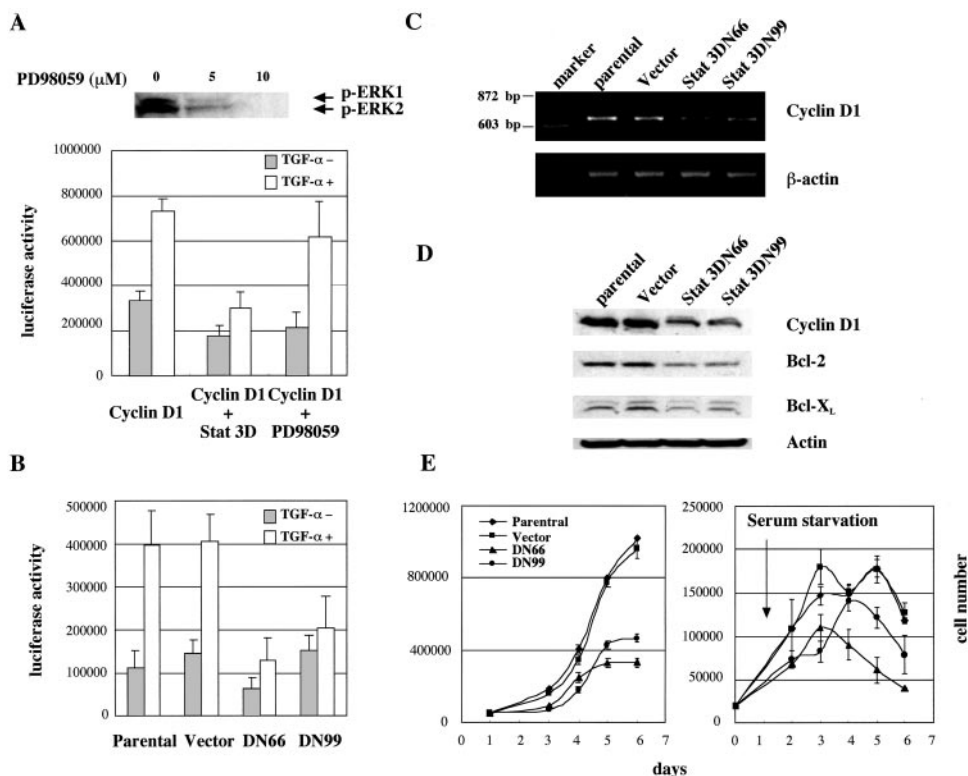 A
PD98059 (μM) 0 5 10
p-ERK1
p-ERK2
1000000
800000
600000
400000
200000
0
luciferase activity
TGF-α −
TGF-α +
Cyclin D1
Cyclin D1 + Stat 3D
Cyclin D1 + PD98059
B
500000
400000
300000
200000
100000
0
luciferase activity
TGF-α −
TGF-α +
Parental Vector DN66 DN99
C
marker parental Vector Stat 3DN66 Stat 3DN99
872 bp
603 bp
Cyclin D1
β-actin
D
parental Vector Stat 3DN66 Stat 3DN99
Cyclin D1
Bcl-2
Bcl-XL
Actin
E
1200000
800000
400000
0
Parentral
Vector
DN66
DN99
0 1 2 3 4 5 6 7
Serum starvation
250000
200000
150000
100000
50000
0
0 1 2 3 4 5 6 7
cell number
days